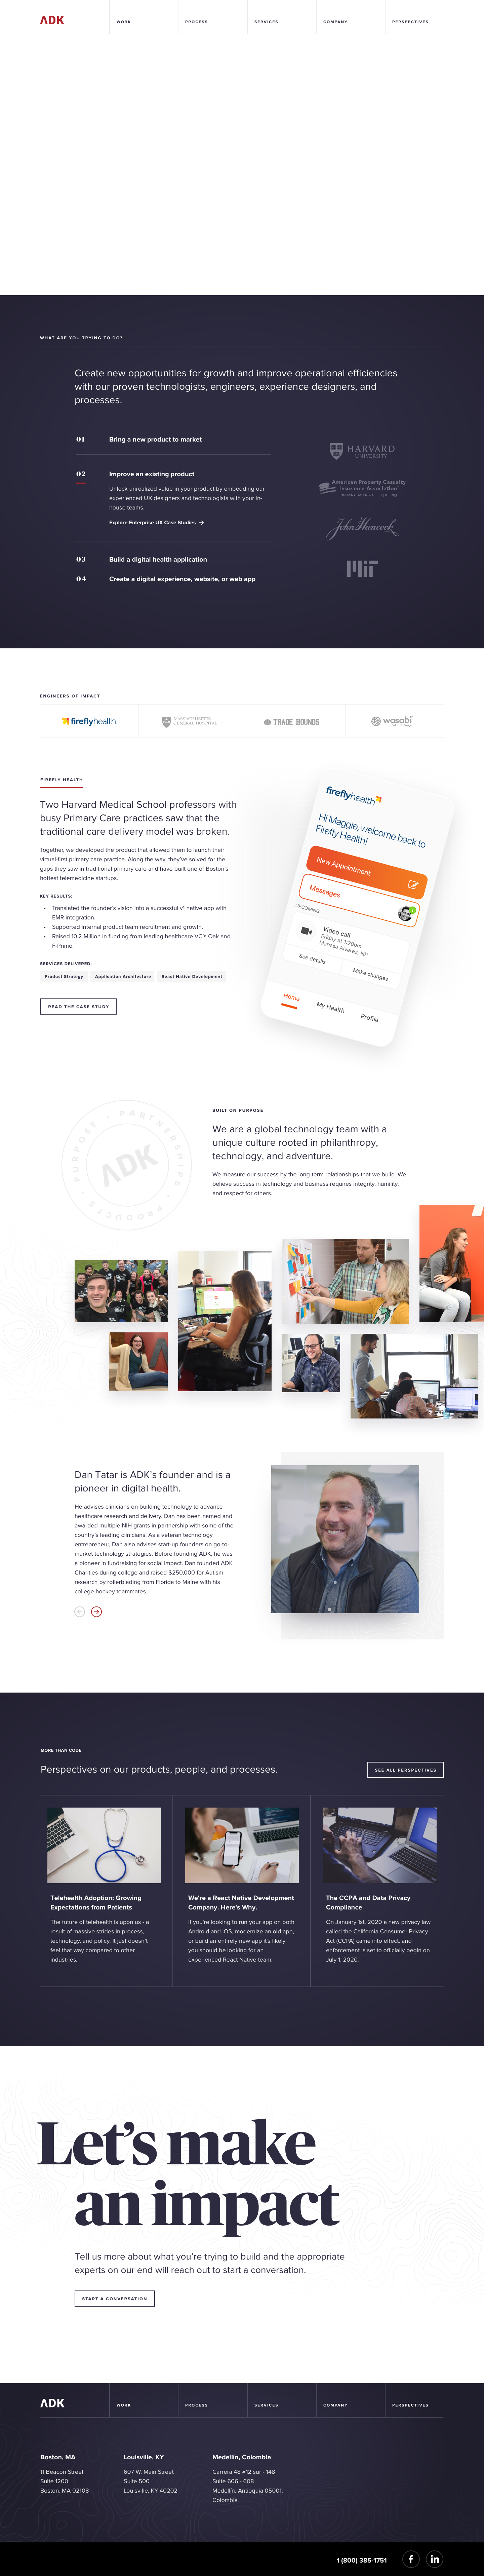 ADK
WORK
PROCESS
SERVICES
COMPANY
PERSPECTIVES
WHAT ARE YOU TRYING TO DO?
Create new opportunities for growth and improve operational efficiencies
with our proven technologists, engineers, experience designers, and
processes.
01 Bring a new product to market
02 Improve an existing product
Unlock unrealized value in your product by embedding our
experienced UX designers and technologists with your in-
house teams.
Explore Enterprise UX Case Studies →
03 Build a digital health application
04 Create a digital experience, website, or web app
HARVARD
UNIVERSITY
American Property Casualty
Insurance Association
John Hancock
MIT
ENGINEERS OF IMPACT
fireflyhealth
MASSACHUSETTS
GENERAL HOSPITAL
TRADE HOUNDS
wasabi
FIREFLY HEALTH
Two Harvard Medical School professors with
busy Primary Care practices saw that the
traditional care delivery model was broken.
Together, we developed the product that allowed them to launch their
virtual-first primary care practice. Along the way, they've solved for the
gaps they saw in traditional primary care and have built one of Boston's
hottest telemedicine startups.
KEY RESULTS:
• Translated the founder's vision into a successful v1 native app with
EMR integration.
• Supported internal product team recruitment and growth.
• Raised 10.2 Million in funding from leading healthcare VC's Oak and
F-Prime.
SERVICES DELIVERED:
Product Strategy
Application Architecture
React Native Development
READ THE CASE STUDY
fireflyhealth
Hi Maggie, welcome back to
Firefly Health!
New Appointment
Messages
1
UPCOMING
Video call
Friday at 1:20pm
Marissa Alvarez, NP
See details
Make changes
Home
My Health
Profile
PURPOSE • PARTNERSHIPS • PRODUCTS •
ADK
BUILT ON PURPOSE
We are a global technology team with a
unique culture rooted in philanthropy,
technology, and adventure.
We measure our success by the long-term relationships that we build. We
believe success in technology and business requires integrity, humility,
and respect for others.
Dan Tatar is ADK's founder and is a
pioneer in digital health.
He advises clinicians on building technology to advance
healthcare research and delivery. Dan has been named and
awarded multiple NIH grants in partnership with some of the
country's leading clinicians. As a veteran technology
entrepreneur, Dan also advises start-up founders on go-to-
market technology strategies. Before founding ADK, he was
a pioneer in fundraising for social impact. Dan founded ADK
Charities during college and raised $250,000 for Autism
research by rollerblading from Florida to Maine with his
college hockey teammates.
MORE THAN CODE
Perspectives on our products, people, and processes.
SEE ALL PERSPECTIVES
Telehealth Adoption: Growing
Expectations from Patients
The future of telehealth is upon us - a
result of massive strides in process,
technology, and policy. It just doesn't
feel that way compared to other
industries.
We're a React Native Development
Company. Here's Why.
If you're looking to run your app on both
Android and iOS, modernize an old app,
or build an entirely new app it's likely
you should be looking for an
experienced React Native team.
The CCPA and Data Privacy
Compliance
On January 1st, 2020 a new privacy law
called the California Consumer Privacy
Act (CCPA) came into effect, and
enforcement is set to officially begin on
July 1, 2020.
Let's make
an impact
Tell us more about what you're trying to build and the appropriate
experts on our end will reach out to start a conversation.
START A CONVERSATION
ADK
WORK
PROCESS
SERVICES
COMPANY
PERSPECTIVES
Boston, MA
11 Beacon Street
Suite 1200
Boston, MA 02108
Louisville, KY
607 W. Main Street
Suite 500
Louisville, KY 40202
Medellín, Colombia
Carrera 48 #12 sur - 148
Suite 606 - 608
Medellín, Antioquia 05001,
Colombia
1 (800) 385-1751
f
in